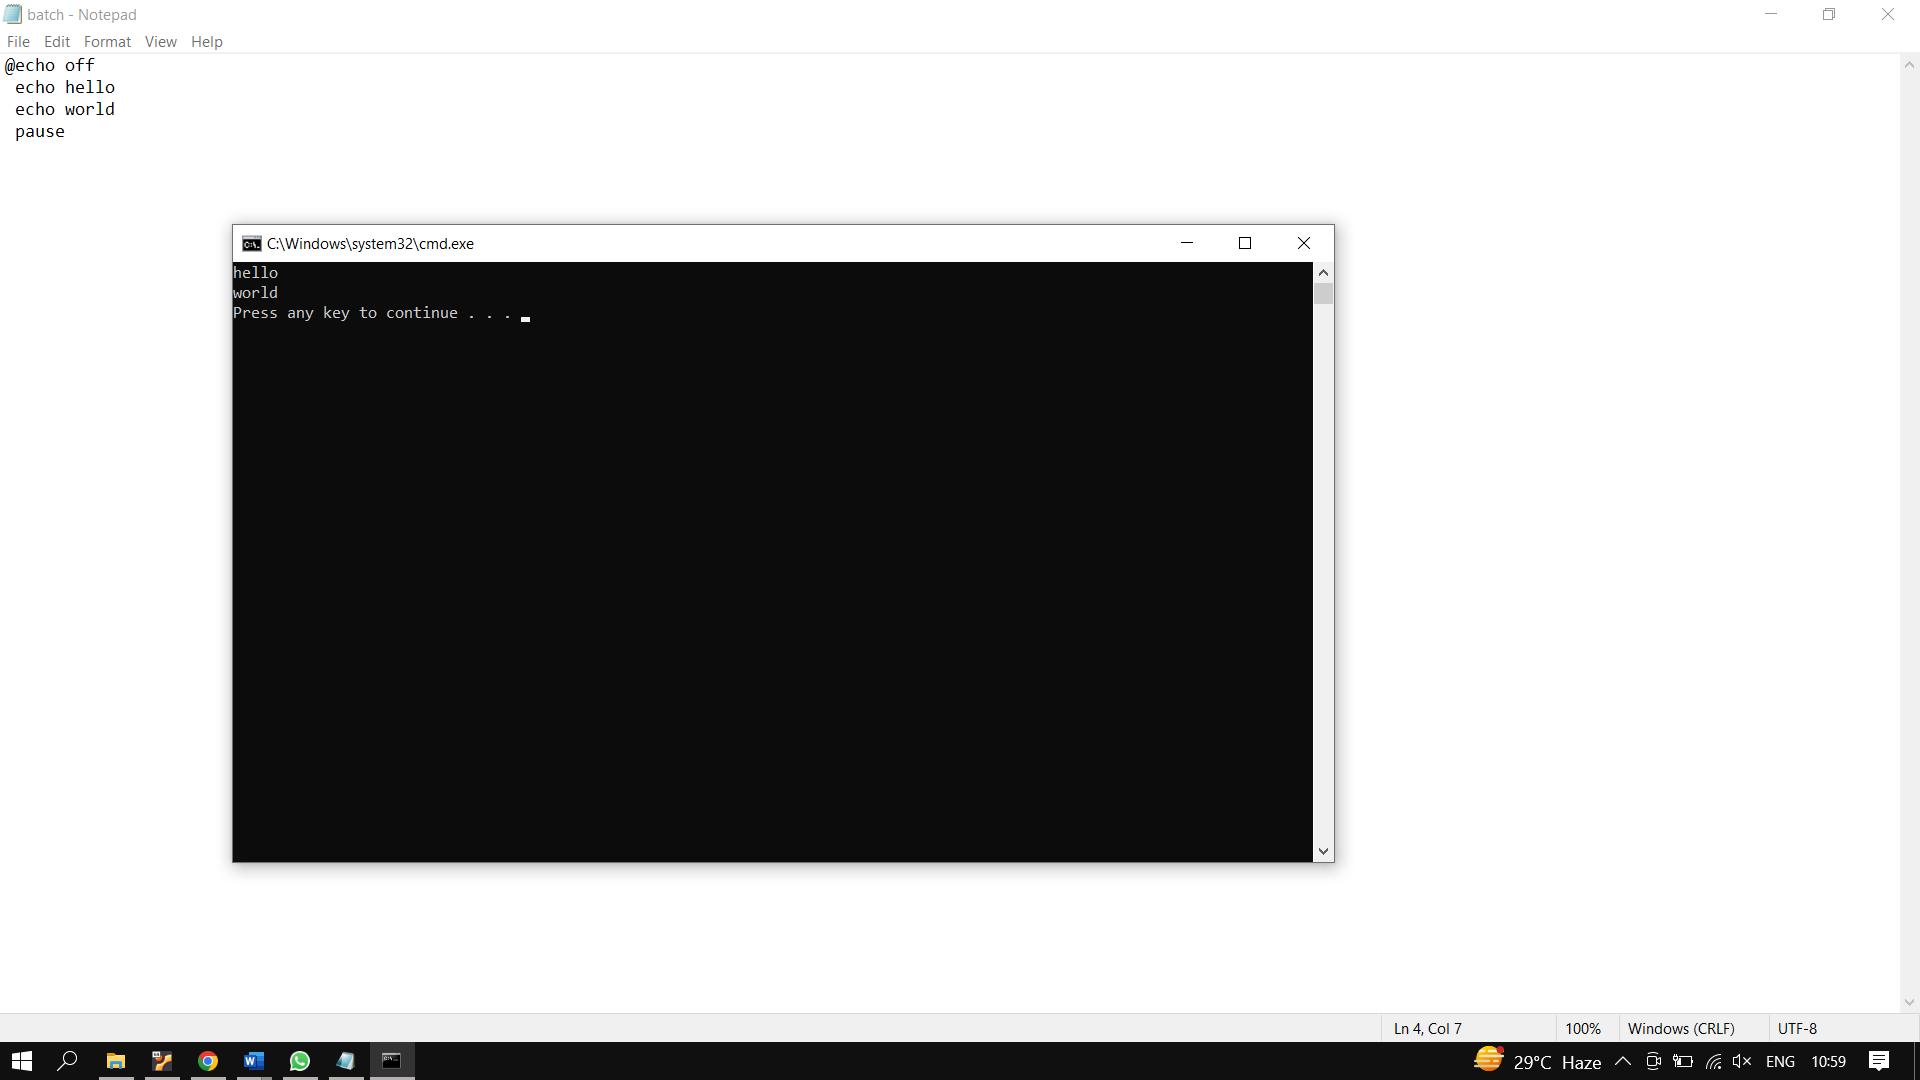 batch - Notepad
File Edit Format View Help
@echo off
echo hello
echo world
pause
C:\Windows\system32\cmd.exe
hello
world
Press any key to continue . . .
Ln 4, Col 7 100% Windows (CRLF) UTF-8
29°C Haze ENG 10:59